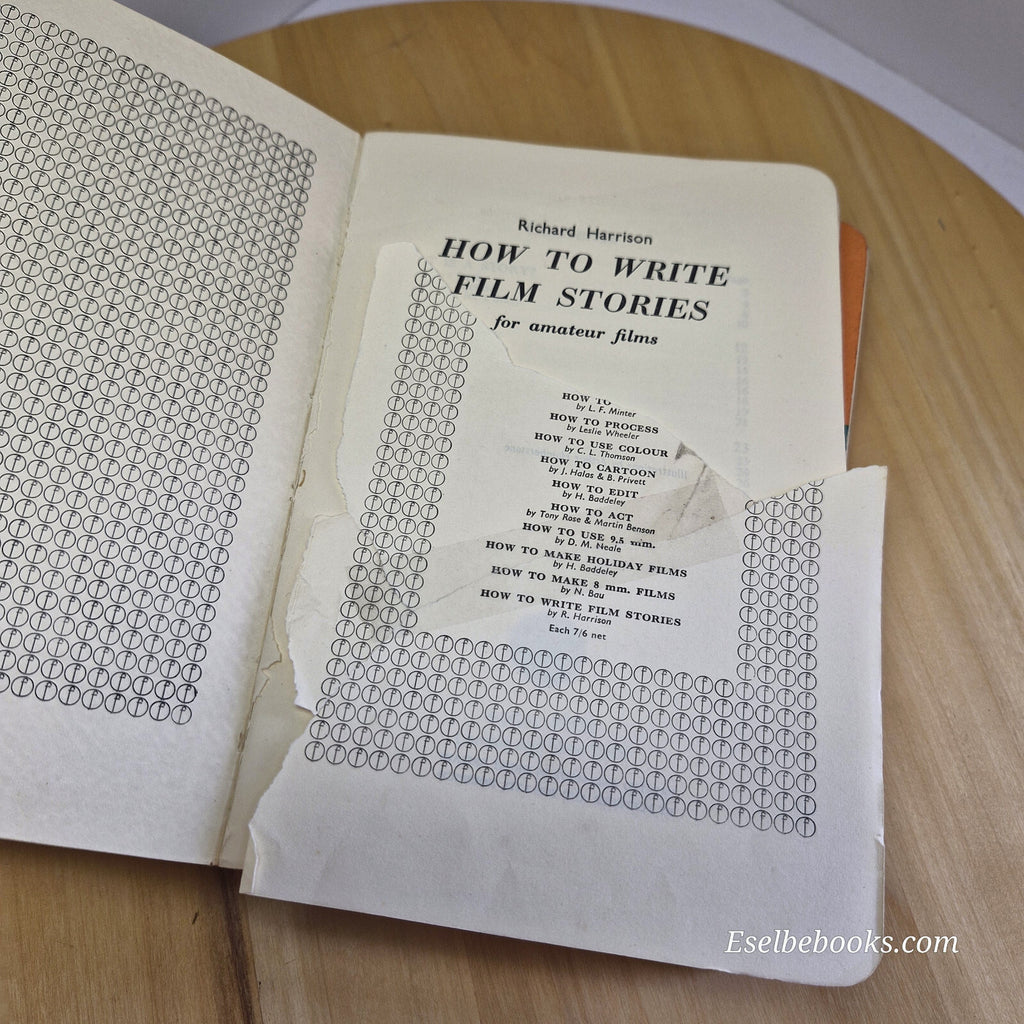 Richard Harrison
HOW TO WRITE
FILM STORIES
for amateur films
HOW TO
by L. F. Minter
HOW TO PROCESS
by Leslie Wheeler
HOW TO USE COLOUR
by C. L. Thomson
HOW TO CARTOON
by J. Halas & B. Privett
HOW TO EDIT
by H. Baddeley
HOW TO ACT
by Tony Rose & Martin Benson
HOW TO USE 9,5 mm.
by D. M. Neale
HOW TO MAKE HOLIDAY FILMS
by H. Baddeley
HOW TO MAKE 8 mm. FILMS
by N. Bau
HOW TO WRITE FILM STORIES
by R. Harrison
Each 7/6 net
Eselbebooks.com